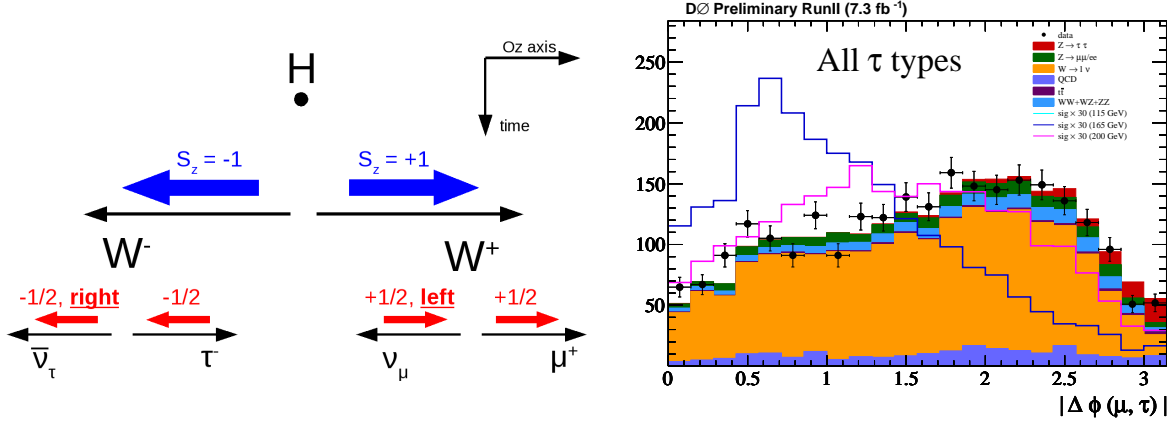 H
Oz axis
time
S_z = -1
S_z = +1
W⁻
W⁺
-1/2, right
-1/2
+1/2, left
+1/2
ν̅_τ
τ⁻
ν_μ
μ⁺
DØ Preliminary RunII (7.3 fb⁻¹)
All τ types
data
Z → τ τ
Z → μμ/ee
W → l ν
QCD
tt̅
WW+WZ+ZZ
sig × 30 (115 GeV)
sig × 30 (165 GeV)
sig × 30 (200 GeV)
250
200
150
100
50
0 0.5 1 1.5 2 2.5 3
| Δ ϕ (μ, τ) |